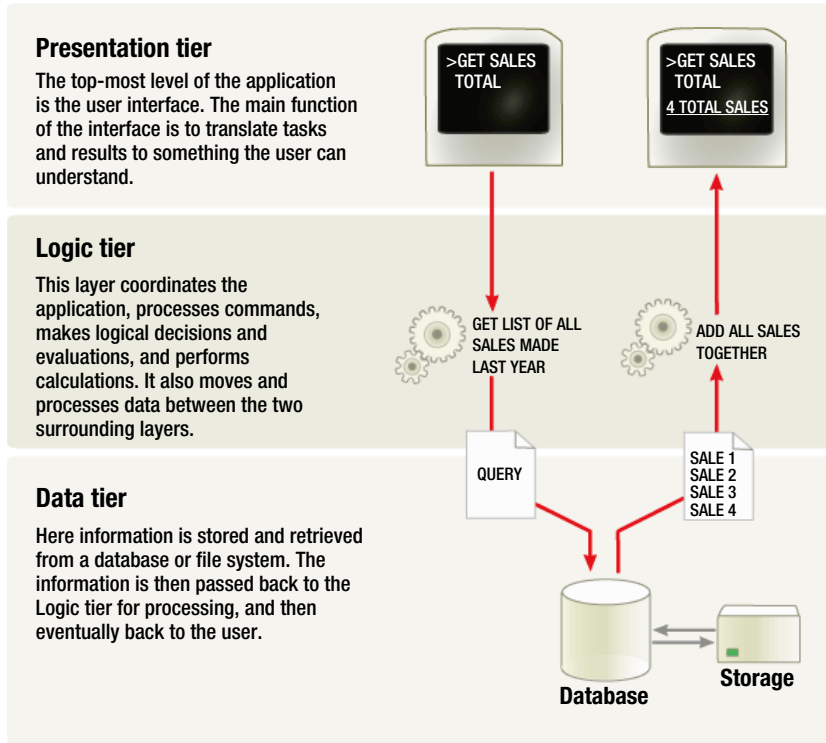 Presentation tier
The top-most level of the application
is the user interface. The main function
of the interface is to translate tasks
and results to something the user can
understand.
>GET SALES
TOTAL
>GET SALES
TOTAL
4 TOTAL SALES
Logic tier
This layer coordinates the
application, processes commands,
makes logical decisions and
evaluations, and performs
calculations. It also moves and
processes data between the two
surrounding layers.
GET LIST OF ALL
SALES MADE
LAST YEAR
ADD ALL SALES
TOGETHER
Data tier
Here information is stored and retrieved
from a database or file system. The
information is then passed back to the
Logic tier for processing, and then
eventually back to the user.
QUERY
SALE 1
SALE 2
SALE 3
SALE 4
Database
Storage